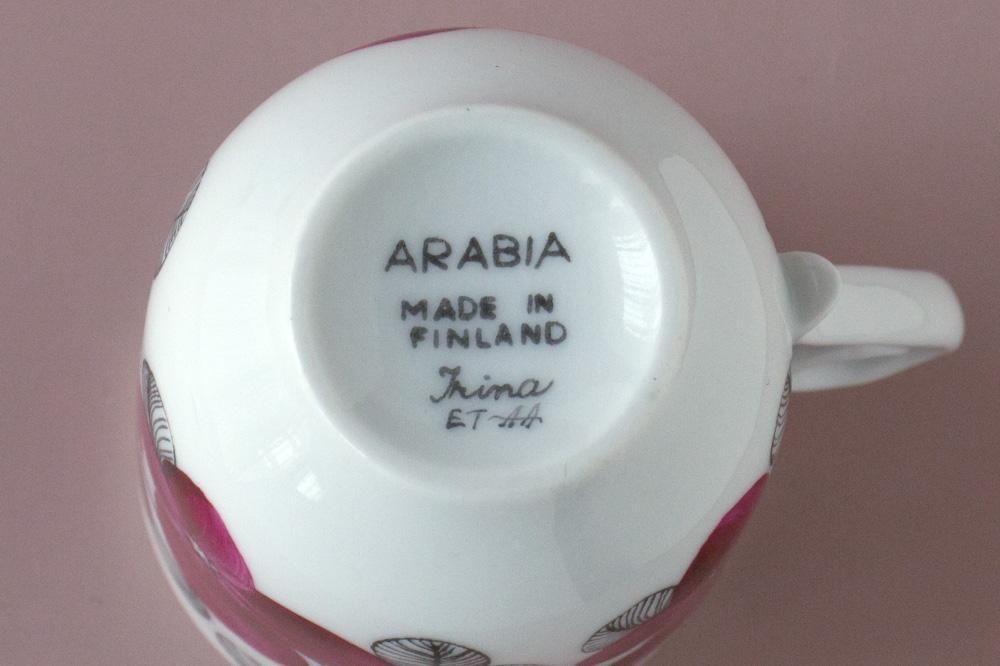 ARABIA
MADE IN
FINLAND
Irina
ET-AA